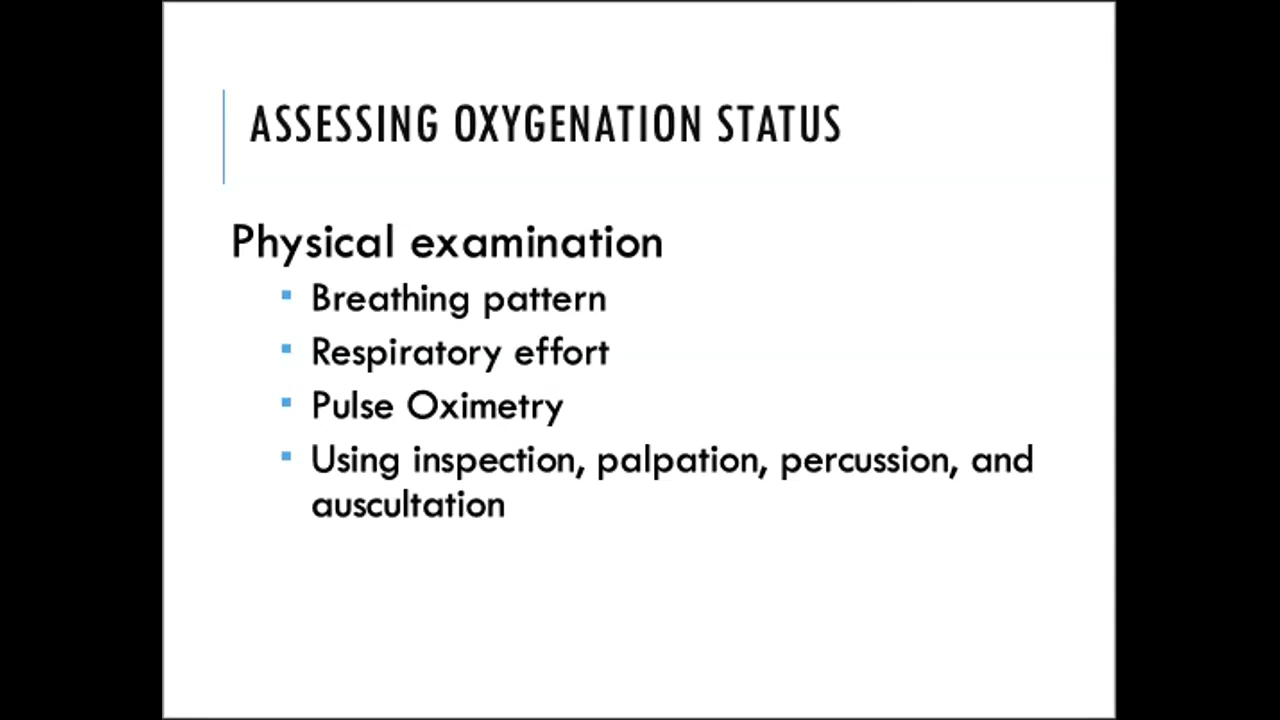 ASSESSING OXYGENATION STATUS
Physical examination
▪ Breathing pattern
▪ Respiratory effort
▪ Pulse Oximetry
▪ Using inspection, palpation, percussion, and
auscultation